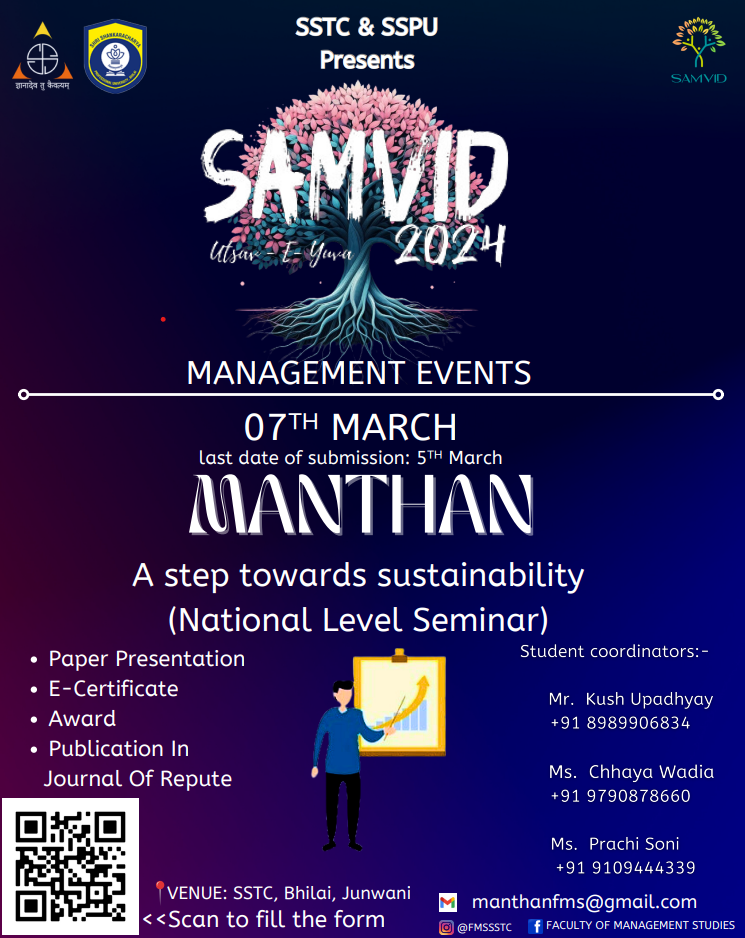 SSTC & SSPU
Presents
ज्ञानादेव तु कैवल्यम्
SHRI SHANKARACHARYA
SAMVID
SAMVID
Utsav - E- Yuva
2024
MANAGEMENT EVENTS
07TH MARCH
last date of submission: 5TH March
MANTHAN
A step towards sustainability
(National Level Seminar)
• Paper Presentation
• E-Certificate
• Award
• Publication In
Journal Of Repute
Student coordinators:-
Mr. Kush Upadhyay
+91 8989906834
Ms. Chhaya Wadia
+91 9790878660
Ms. Prachi Soni
+91 9109444339
VENUE: SSTC, Bhilai, Junwani
<<Scan to fill the form
manthanfms@gmail.com
@FMSSSTC
FACULTY OF MANAGEMENT STUDIES